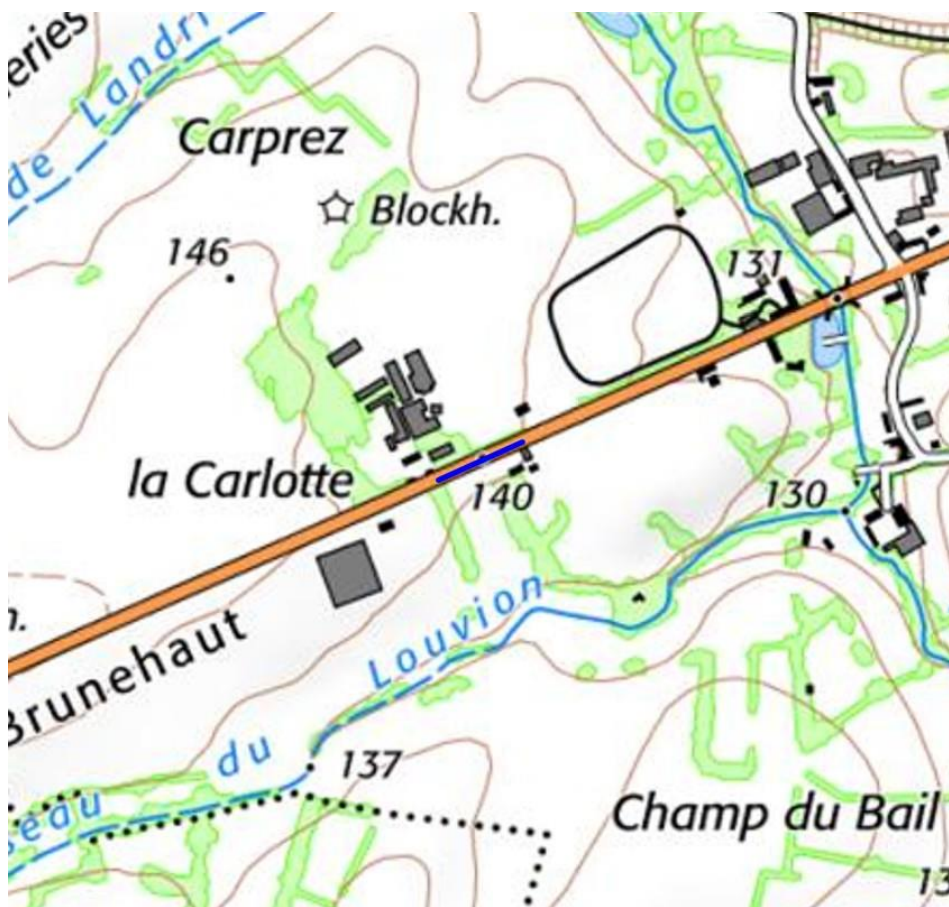 eries
de Landri
Carprez
Blockh.
146
131
la Carlotte
140
130
n.
Brunehaut
Louvion
du
137
eau
Champ du Bail
13